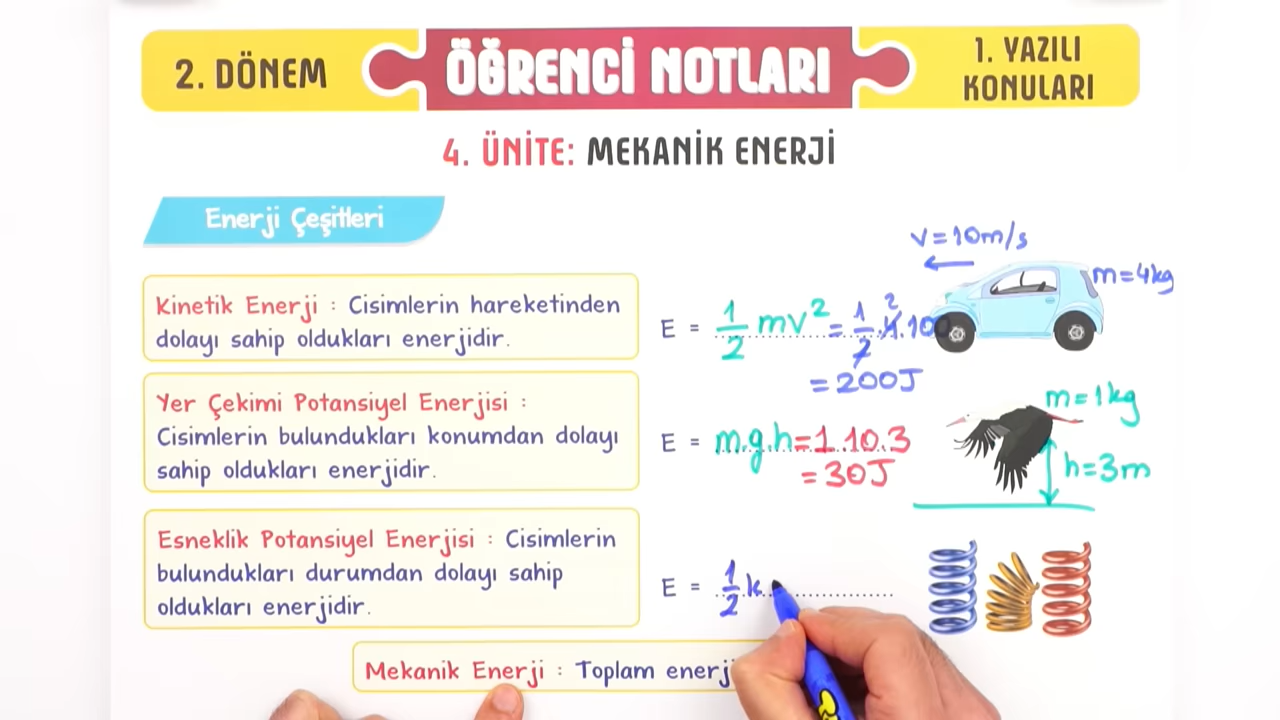 2. DÖNEM
ÖĞRENCİ NOTLARI
1. YAZILI
KONULARI
4. ÜNİTE: MEKANİK ENERJİ
Enerji Çeşitleri
Kinetik Enerji : Cisimlerin hareketinden
dolayı sahip oldukları enerjidir.
E = 1/2 mv² = 1/2 . 4 . 100
2
= 200J
v = 10m/s
m = 4kg
Yer Çekimi Potansiyel Enerjisi :
Cisimlerin bulundukları konumdan dolayı
sahip oldukları enerjidir.
E = m.g.h = 1.10.3
= 30J
m = 1kg
h = 3m
Esneklik Potansiyel Enerjisi : Cisimlerin
bulundukları durumdan dolayı sahip
oldukları enerjidir.
E = 1/2 k
Mekanik Enerji : Toplam enerji